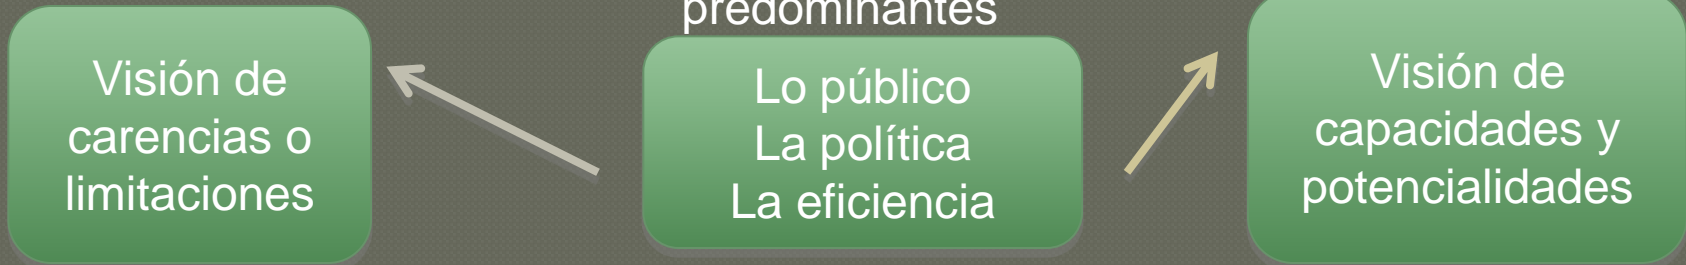 predominantes
Visión de
carencias o
limitaciones
Lo público
La política
La eficiencia
Visión de
capacidades y
potencialidades